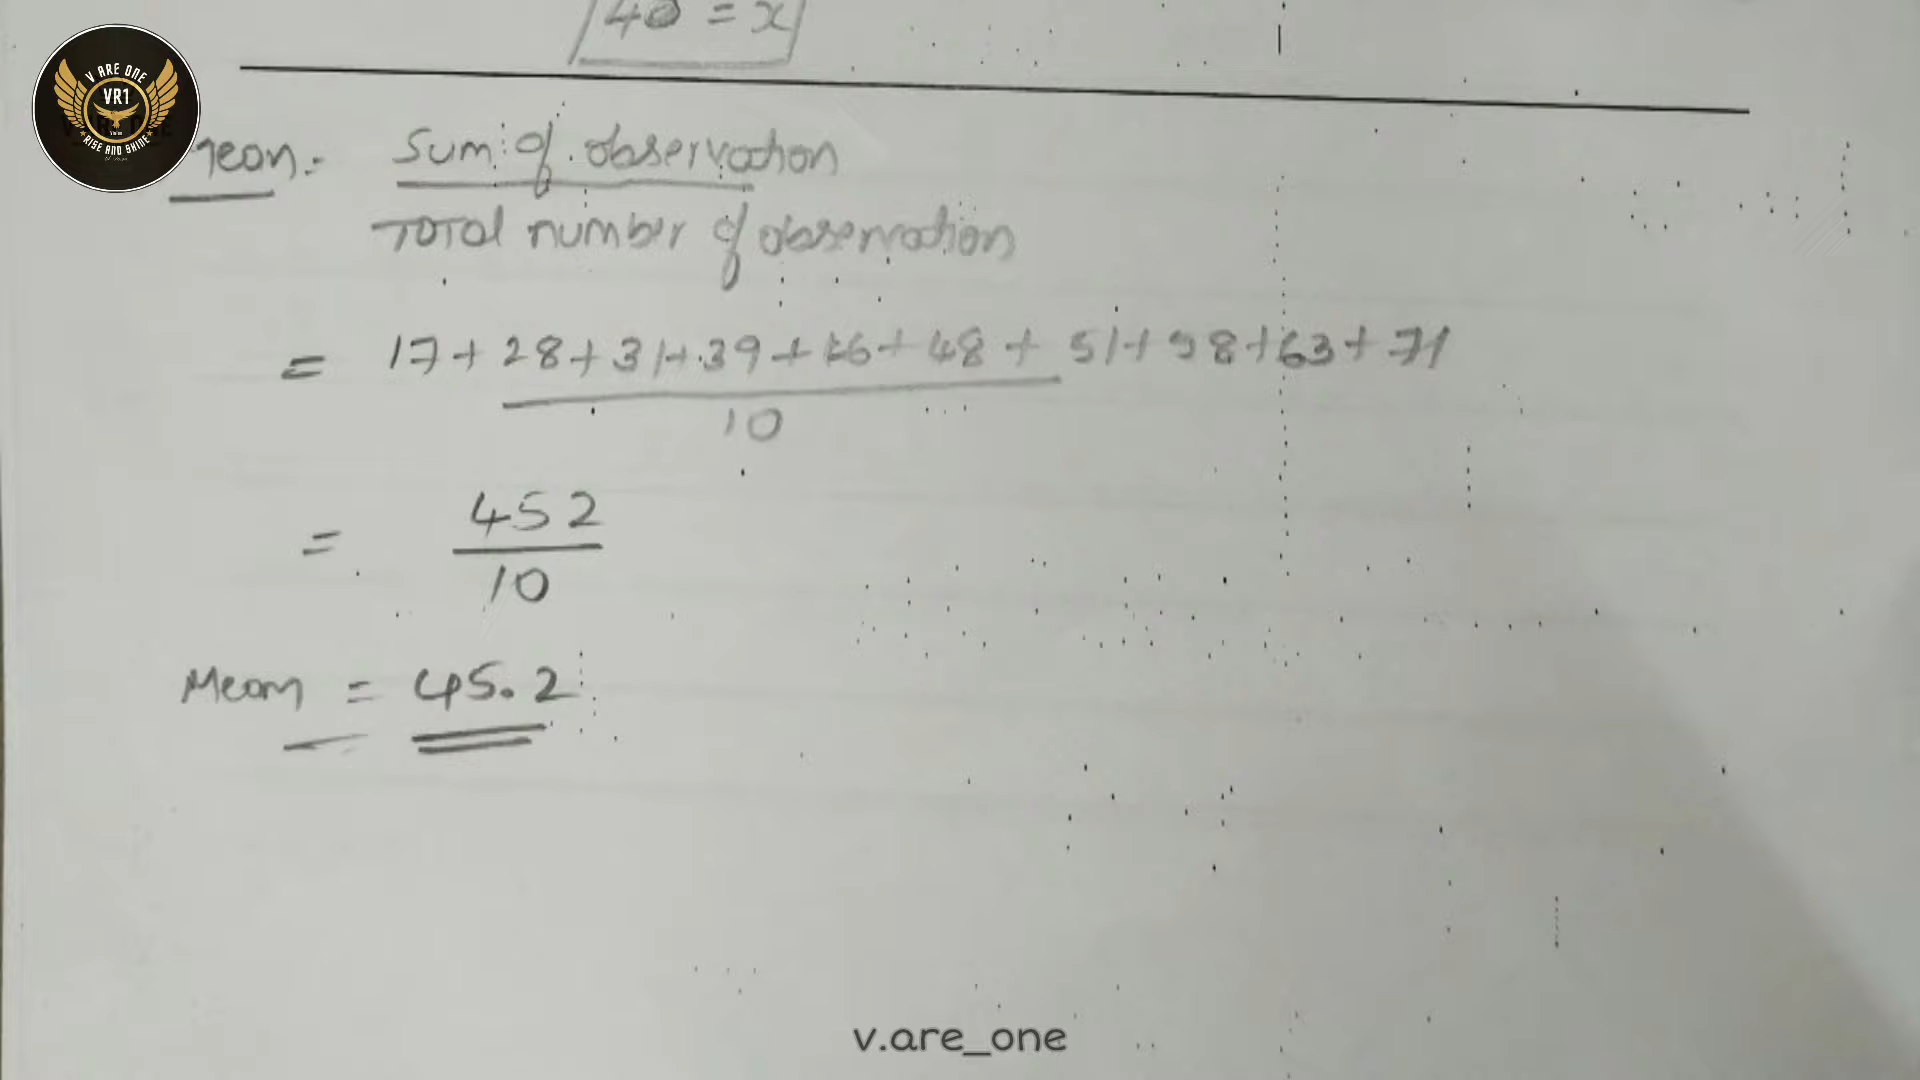 40 = x
V ARE ONE
VR1
RISE AND SHINE
Mean:- Sum of observation
Total number of observation
= 17+28+31+39+46+48+51+58+63+71
10
= 452
10
Mean = 45.2
v.are_one